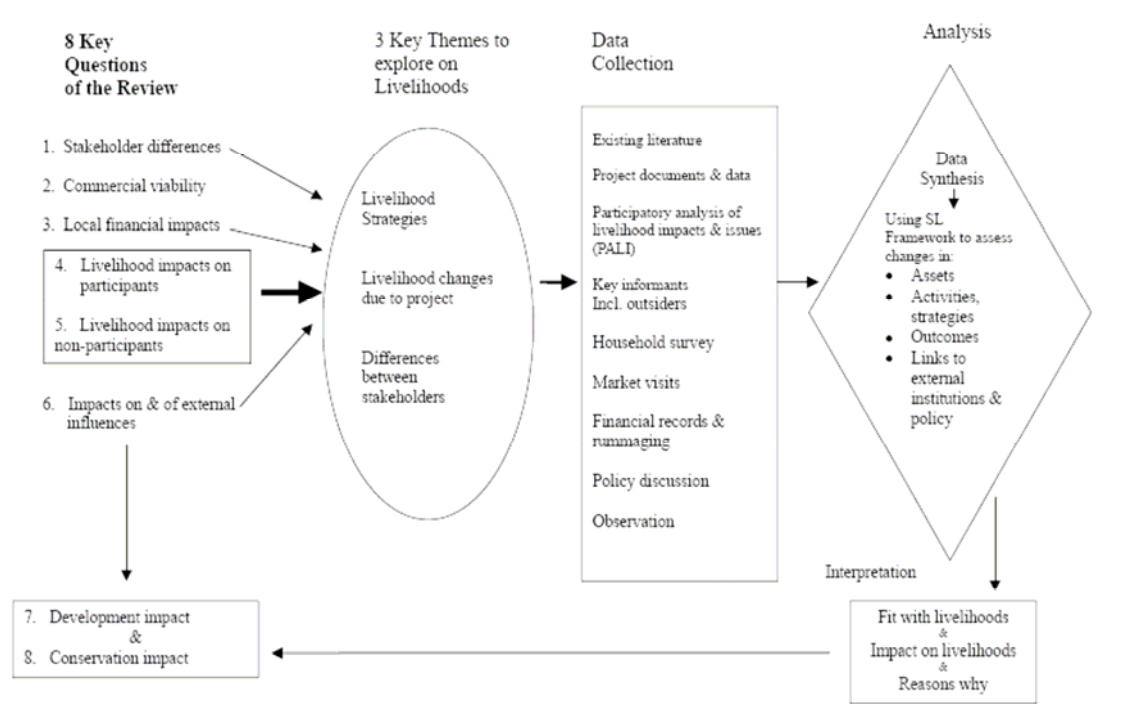 8 Key
Questions
of the Review
1. Stakeholder differences
2. Commercial viability
3. Local financial impacts
4. Livelihood impacts on
participants
5. Livelihood impacts on
non-participants
6. Impacts on & of external
influences
7. Development impact
&
8. Conservation impact
3 Key Themes to
explore on
Livelihoods
Livelihood
Strategies
Livelihood changes
due to project
Differences
between
stakeholders
Data
Collection
Existing literature
Project documents & data
Participatory analysis of
livelihood impacts & issues
(PALI)
Key informants
Incl. outsiders
Household survey
Market visits
Financial records &
rummaging
Policy discussion
Observation
Analysis
Data
Synthesis
Using SL
Framework to assess
changes in:
• Assets
• Activities,
strategies
• Outcomes
• Links to
external
institutions &
policy
Interpretation
Fit with livelihoods
&
Impact on livelihoods
&
Reasons why